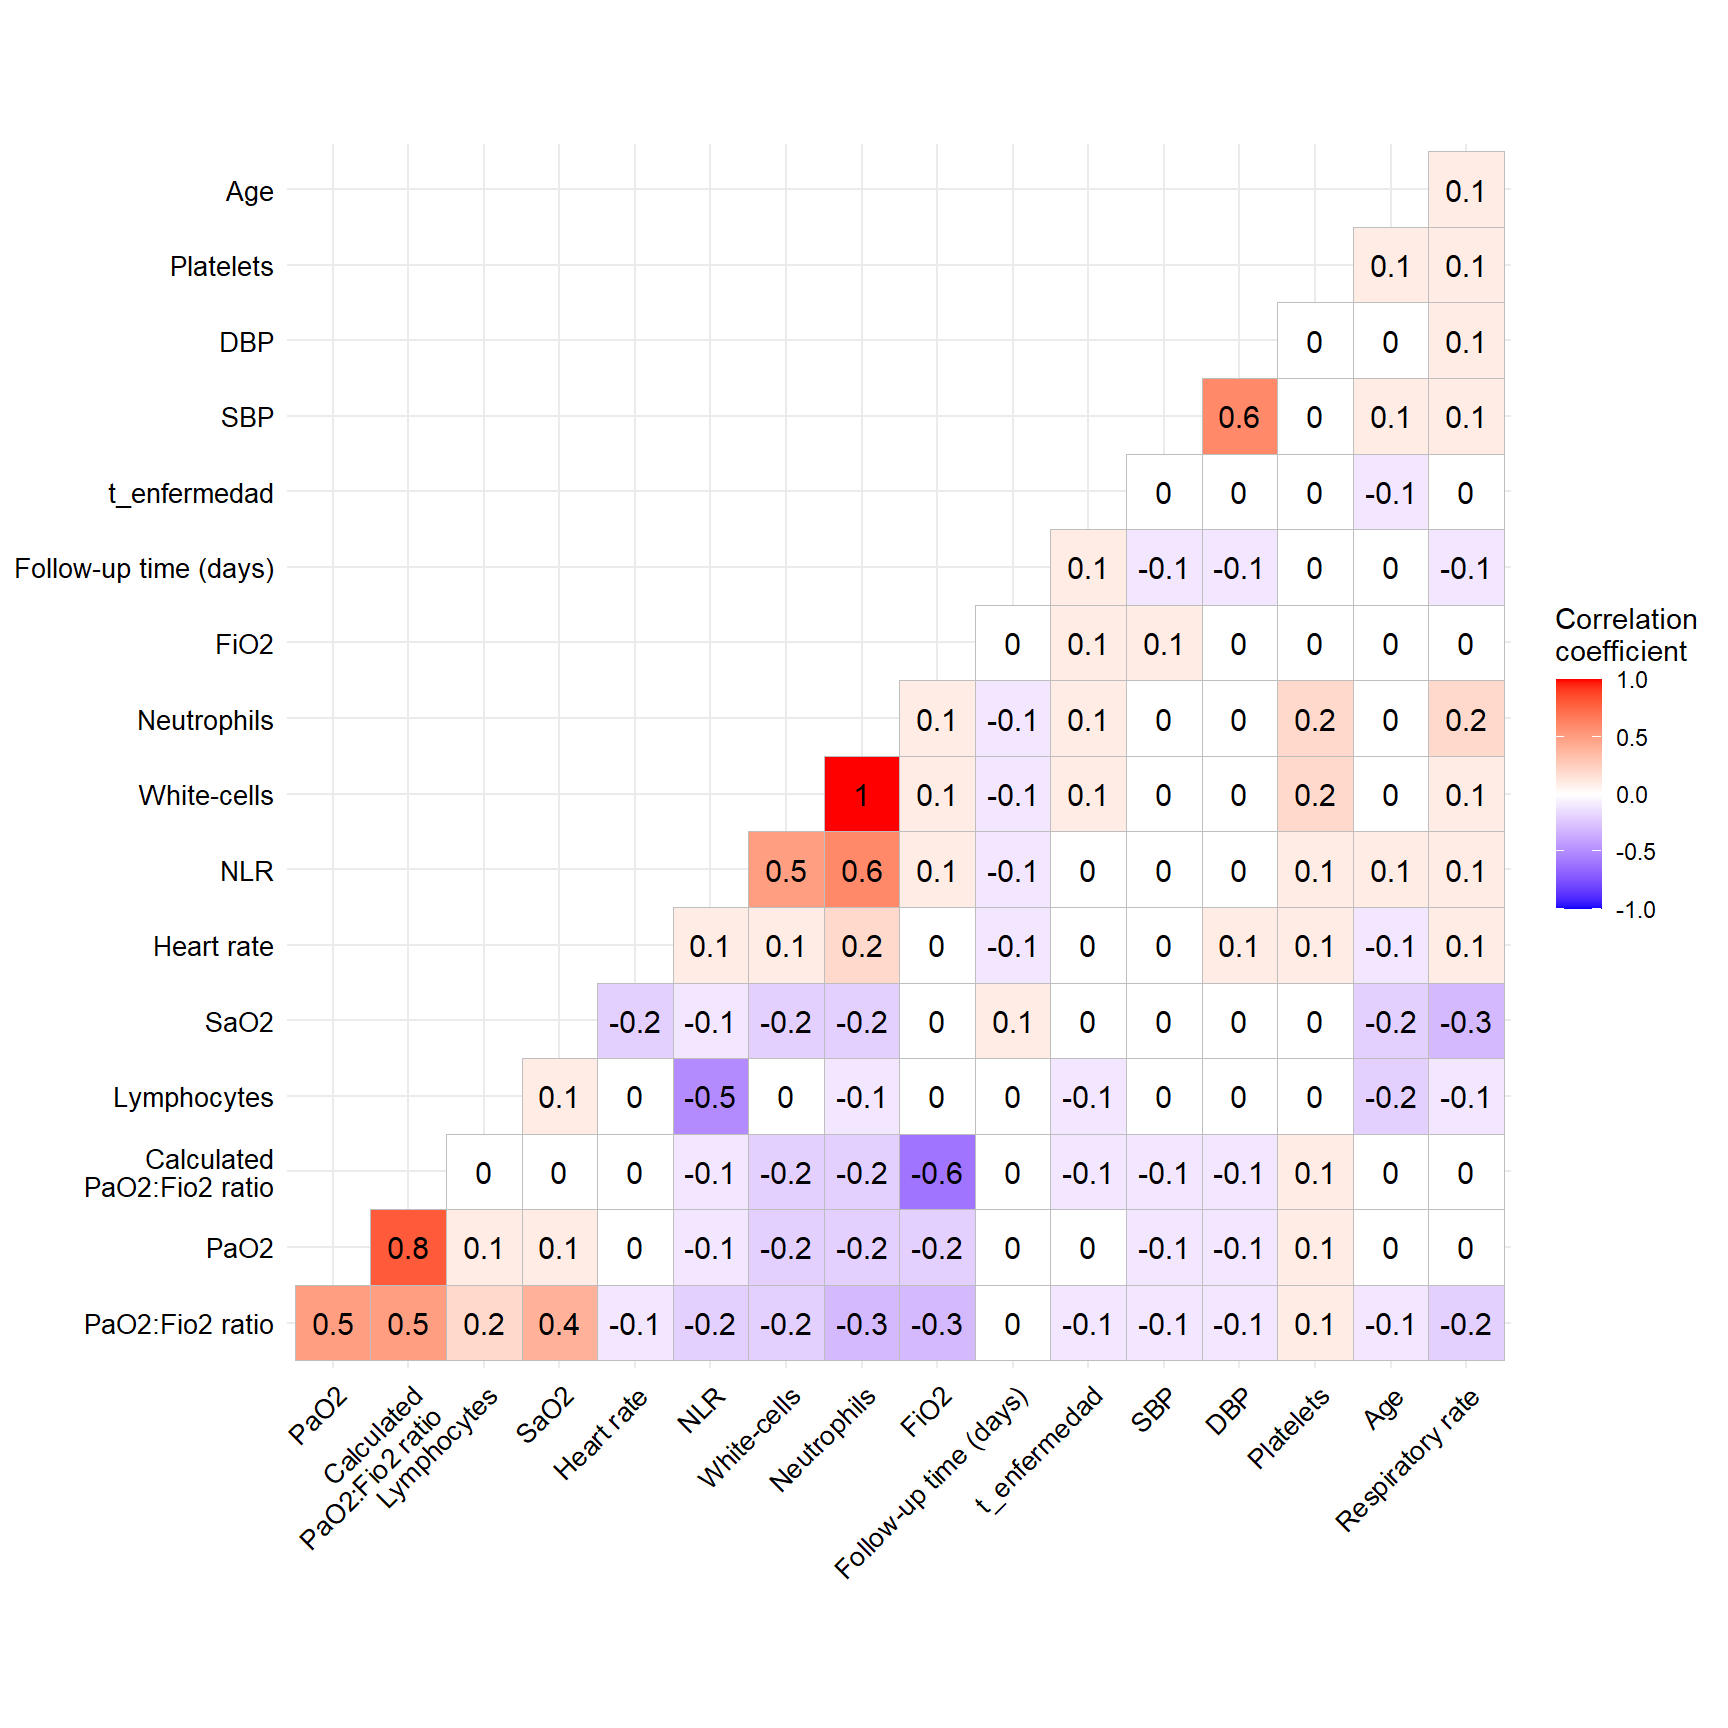 Age 0.1
Platelets 0.1 0.1
DBP 0 0 0.1
SBP 0.6 0 0.1 0.1
t_enfermedad 0 0 0 -0.1 0
Follow-up time (days) 0.1 -0.1 -0.1 0 0 -0.1
FiO2 0 0.1 0.1 0 0 0 0
Neutrophils 0.1 -0.1 0.1 0 0 0.2 0 0.2
White-cells 1 0.1 -0.1 0.1 0 0 0.2 0 0.1
NLR 0.5 0.6 0.1 -0.1 0 0 0 0.1 0.1 0.1
Heart rate 0.1 0.1 0.2 0 -0.1 0 0 0.1 0.1 -0.1 0.1
SaO2 -0.2 -0.1 -0.2 -0.2 0 0.1 0 0 0 0 -0.2 -0.3
Lymphocytes 0.1 0 -0.5 0 -0.1 0 0 -0.1 0 0 0 -0.2 -0.1
Calculated
PaO2:Fio2 ratio 0 0 0 -0.1 -0.2 -0.2 -0.6 0 -0.1 -0.1 -0.1 0.1 0 0
PaO2 0.8 0.1 0.1 0 -0.1 -0.2 -0.2 -0.2 0 0 -0.1 -0.1 0.1 0 0
PaO2:Fio2 ratio 0.5 0.5 0.2 0.4 -0.1 -0.2 -0.2 -0.3 -0.3 0 -0.1 -0.1 -0.1 0.1 -0.1 -0.2
PaO2
Calculated
PaO2:Fio2 ratio
Lymphocytes
SaO2
Heart rate
NLR
White-cells
Neutrophils
FiO2
Follow-up time (days)
t_enfermedad
SBP
DBP
Platelets
Age
Respiratory rate
Correlation
coefficient
1.0
0.5
0.0
-0.5
-1.0